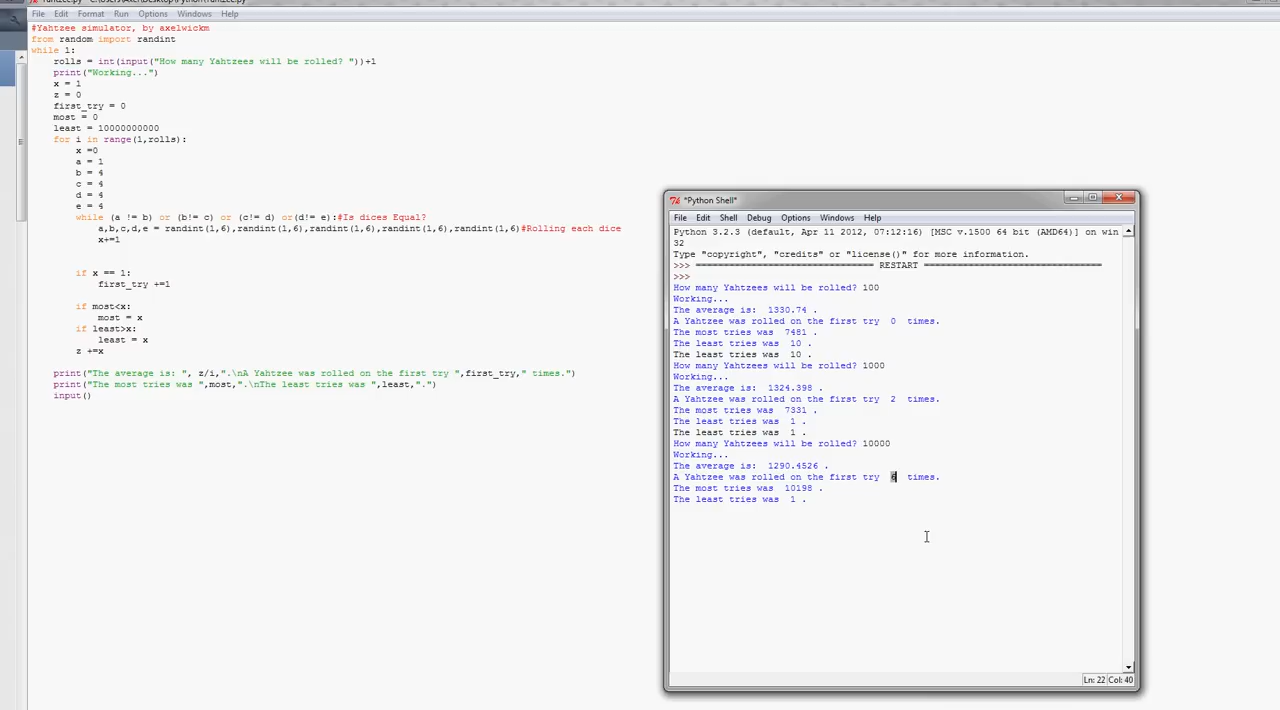 File Edit Format Run Options Windows Help
#Yahtzee simulator, by axelwickm
from random import randint
while 1:
rolls = int(input("How many Yahtzees will be rolled? "))+1
print("Working...")
x = 1
z = 0
first_try = 0
most = 0
least = 10000000000
for i in range(1,rolls):
x =0
a = 1
b = 4
c = 4
d = 4
e = 4
while (a != b) or (b!= c) or (c!= d) or(d!= e):#Is dices Equal?
a,b,c,d,e = randint(1,6),randint(1,6),randint(1,6),randint(1,6),randint(1,6)#Rolling each dice
x+=1
if x == 1:
first_try +=1
if most<x:
most = x
if least>x:
least = x
z +=x
print("The average is: ", z/i,".\nA Yahtzee was rolled on the first try ",first_try," times.")
print("The most tries was ",most,".\nThe least tries was ",least,".")
input()
*Python Shell*
File Edit Shell Debug Options Windows Help
Python 3.2.3 (default, Apr 11 2012, 07:12:16) [MSC v.1500 64 bit (AMD64)] on win
32
Type "copyright", "credits" or "license()" for more information.
>>> ================================ RESTART ================================
>>>
How many Yahtzees will be rolled? 100
Working...
The average is:  1330.74 .
A Yahtzee was rolled on the first try  0  times.
The most tries was  7481 .
The least tries was  10 .
The least tries was  10 .
How many Yahtzees will be rolled? 1000
Working...
The average is:  1324.398 .
A Yahtzee was rolled on the first try  2  times.
The most tries was  7331 .
The least tries was  1 .
The least tries was  1 .
How many Yahtzees will be rolled? 10000
Working...
The average is:  1290.4526 .
A Yahtzee was rolled on the first try  6  times.
The most tries was  10198 .
The least tries was  1 .
Ln: 22 Col: 40